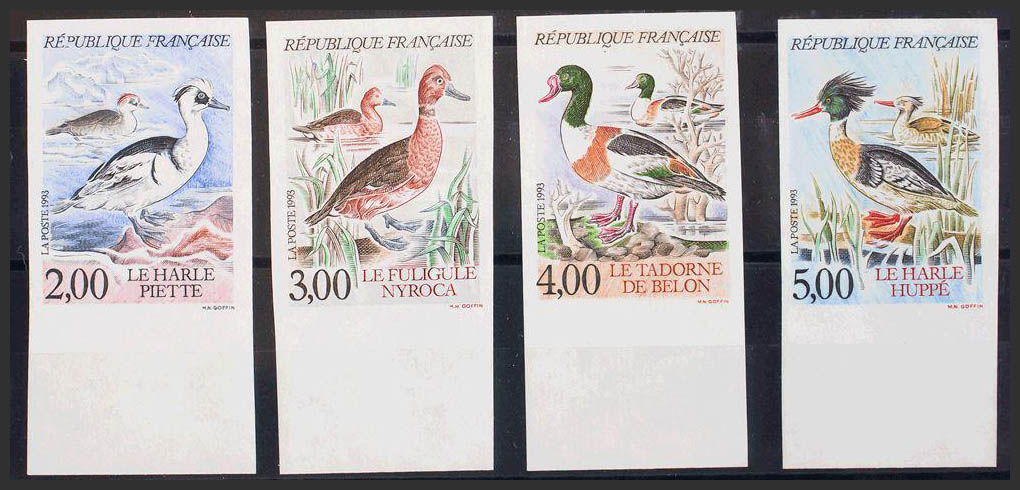 RÉPUBLIQUE FRANÇAISE
LA POSTE 1993
2,00
LE HARLE
PIETTE
M.N. GOFFIN
RÉPUBLIQUE FRANÇAISE
LA POSTE 1993
3,00
LE FULIGULE
NYROCA
M.N. GOFFIN
RÉPUBLIQUE FRANÇAISE
LA POSTE 1993
4,00
LE TADORNE
DE BELON
M.N. GOFFIN
RÉPUBLIQUE FRANÇAISE
LA POSTE 1993
5,00
LE HARLE
HUPPÉ
M.N. GOFFIN